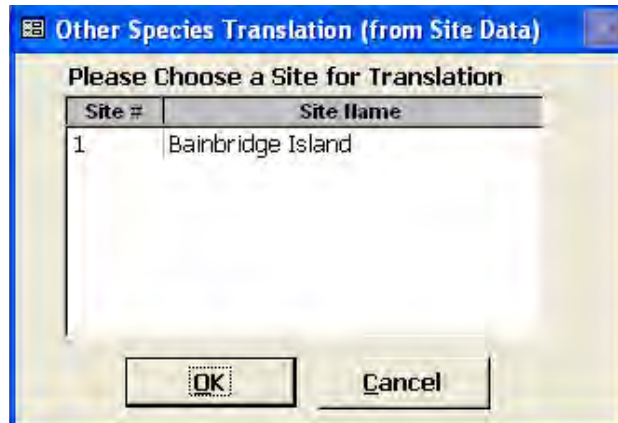 Other Species Translation (from Site Data)
Please Choose a Site for Translation
Site # Site Name
1 Bainbridge Island
OK Cancel